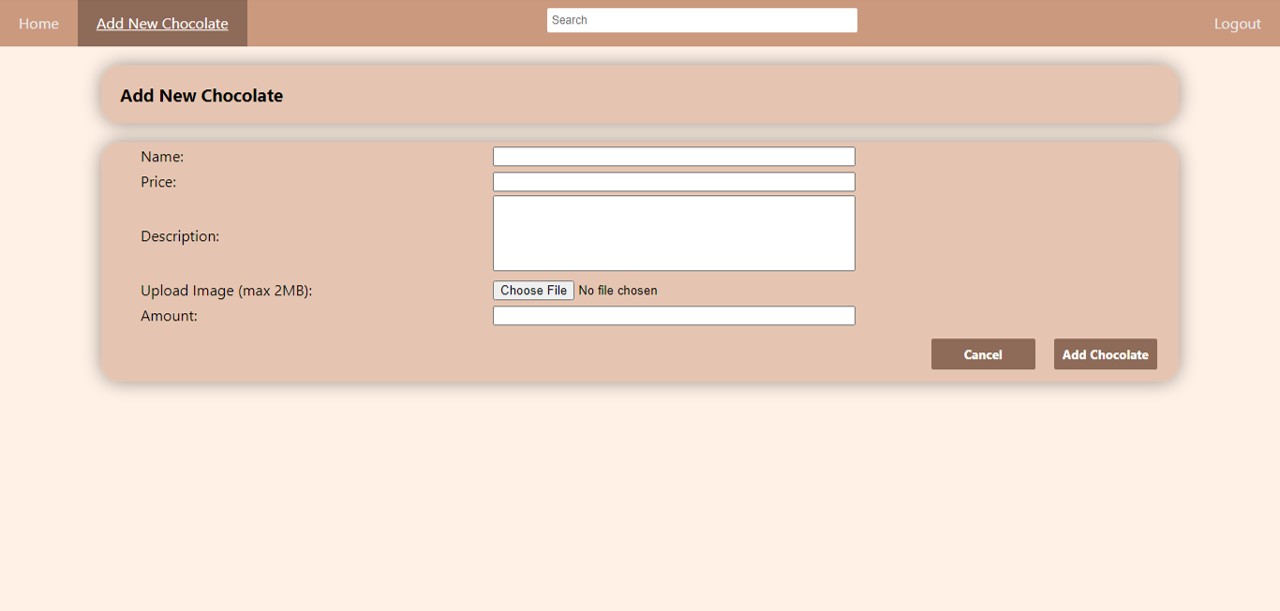 Home Add New Chocolate Search Logout
Add New Chocolate
Name:
Price:
Description:
Upload Image (max 2MB): Choose File No file chosen
Amount:
Cancel Add Chocolate